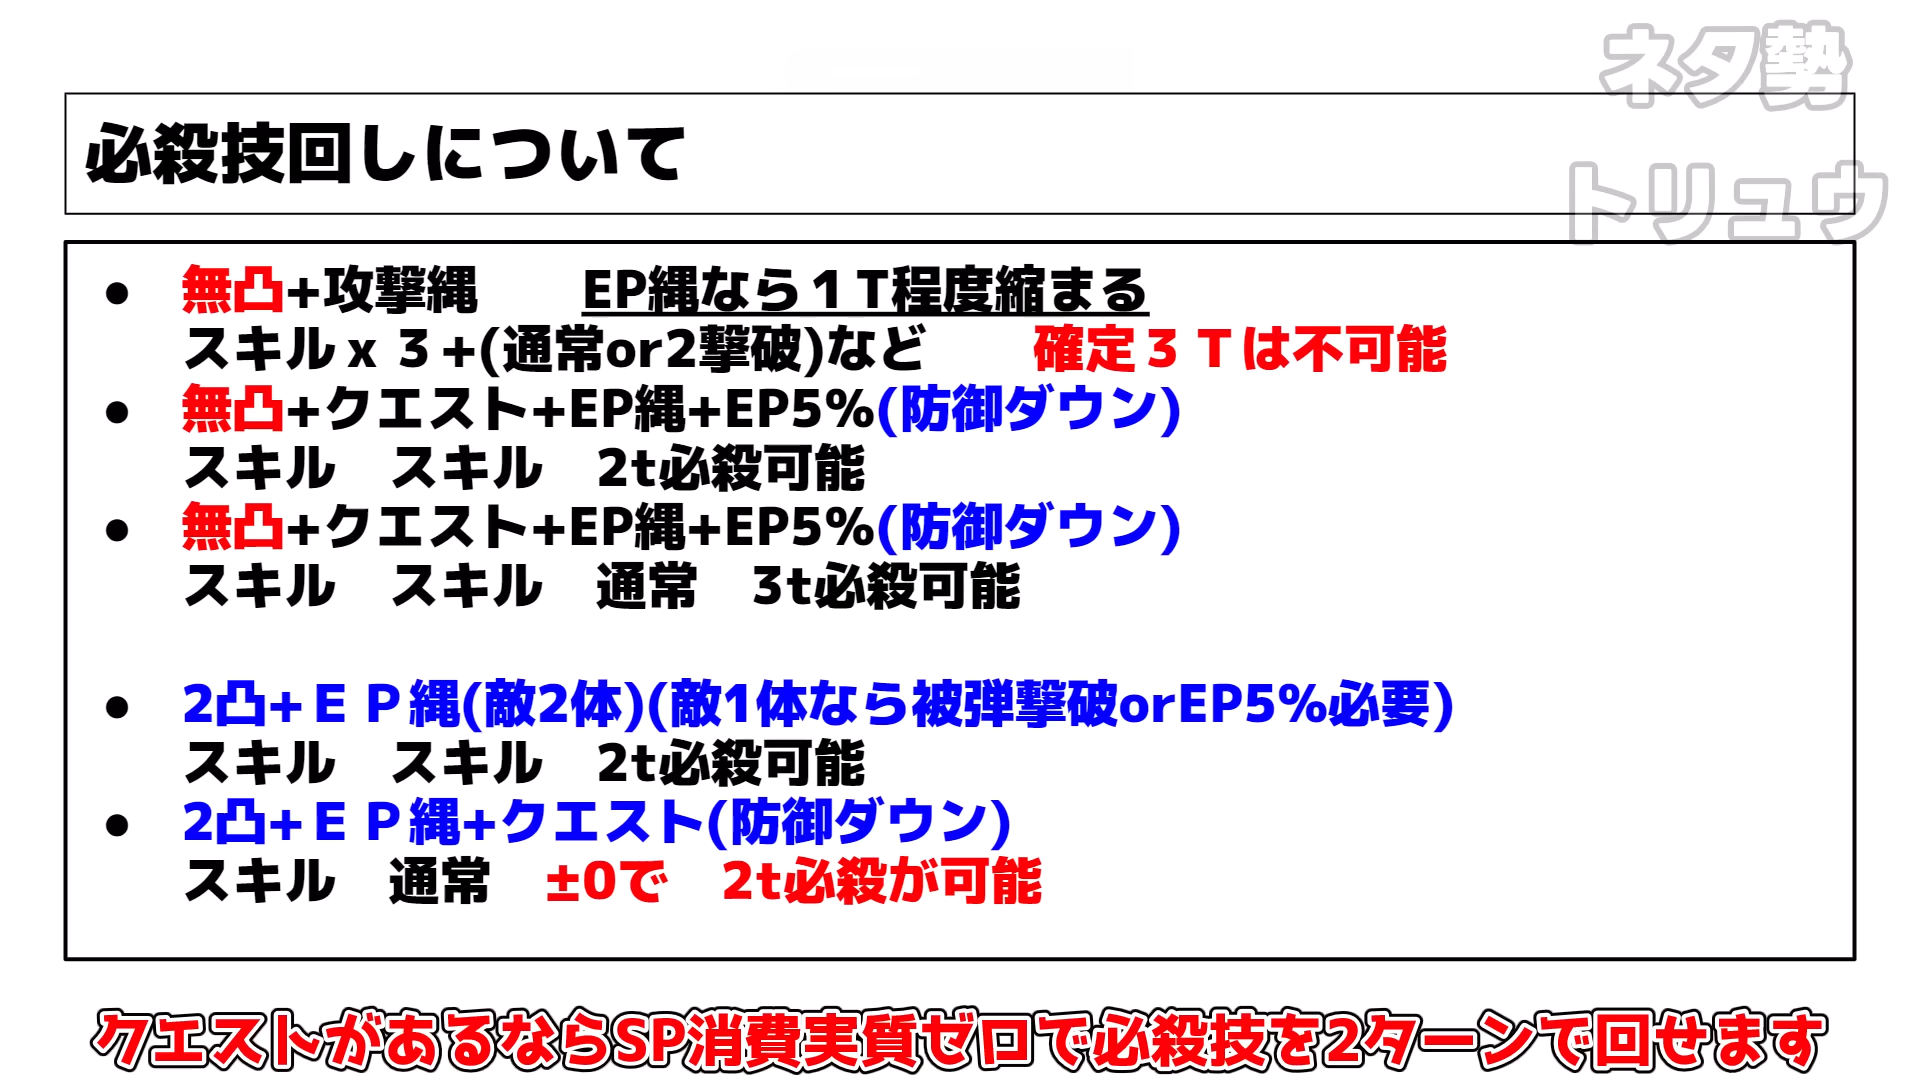 ネタ勢
トリュウ
必殺技回しについて
● 無凸+攻撃縄　　EP縄なら１T程度縮まる
スキルx３+(通常or2撃破)など　　確定３Ｔは不可能
● 無凸+クエスト+EP縄+EP5%(防御ダウン)
スキル　スキル　2t必殺可能
● 無凸+クエスト+EP縄+EP5%(防御ダウン)
スキル　スキル　通常　3t必殺可能
● 2凸+ＥＰ縄(敵2体)(敵1体なら被弾撃破orEP5%必要)
スキル　スキル　2t必殺可能
● 2凸+ＥＰ縄+クエスト(防御ダウン)
スキル　通常　±0で　2t必殺が可能
クエストがあるならSP消費実質ゼロで必殺技を2ターンで回せます